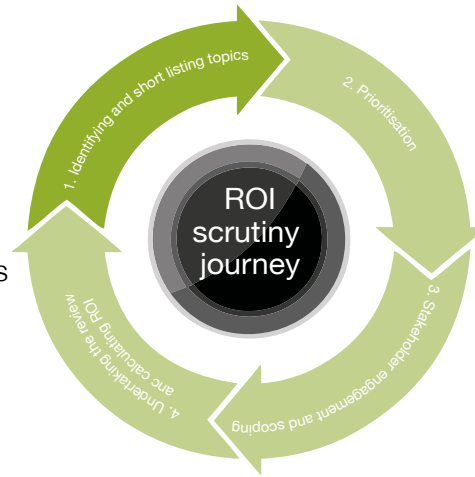 1. Identifying and short listing topics
2. Prioritisation
ROI
scrutiny
journey
s
3. Stakeholder engagement and scoping
4. Undertaking the review
anc calculating ROI